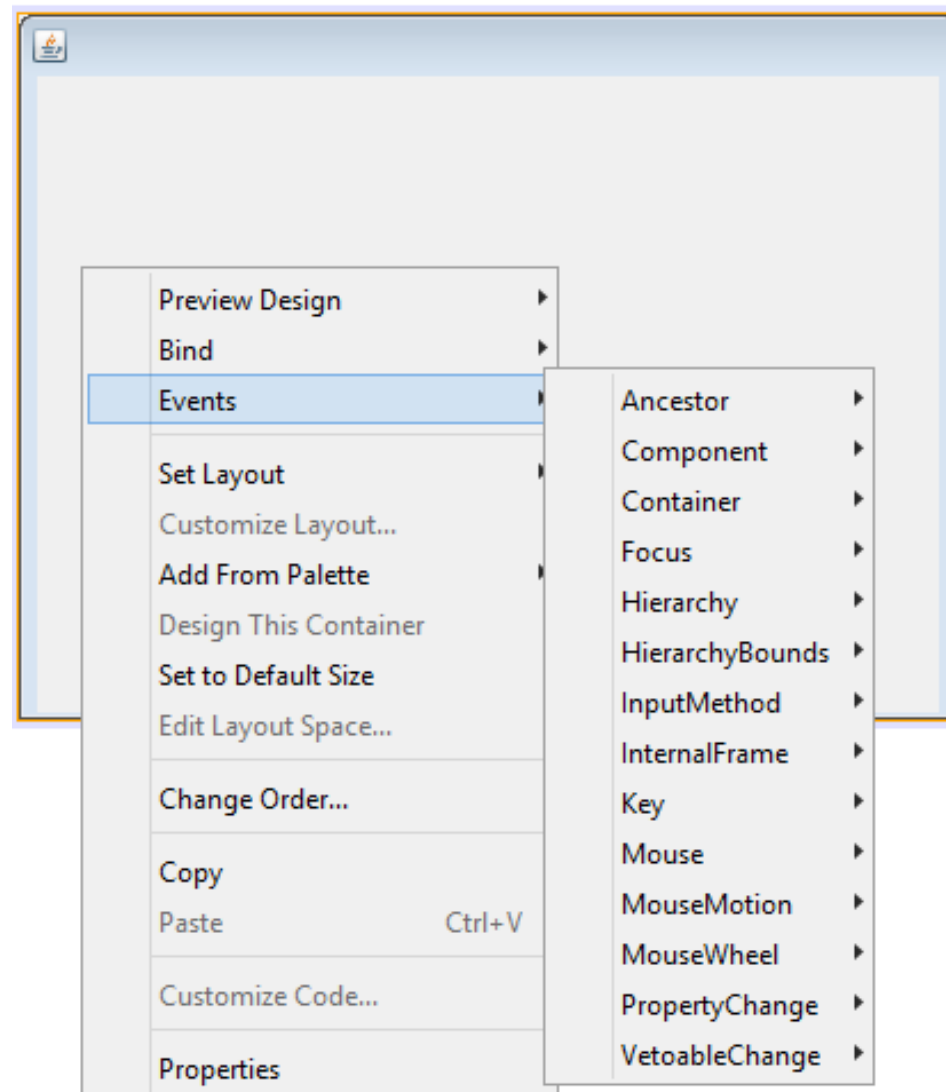 Preview Design
Bind
Events
Set Layout
Customize Layout...
Add From Palette
Design This Container
Set to Default Size
Edit Layout Space...
Change Order...
Copy
Paste Ctrl+V
Customize Code...
Properties
Ancestor
Component
Container
Focus
Hierarchy
HierarchyBounds
InputMethod
InternalFrame
Key
Mouse
MouseMotion
MouseWheel
PropertyChange
VetoableChange